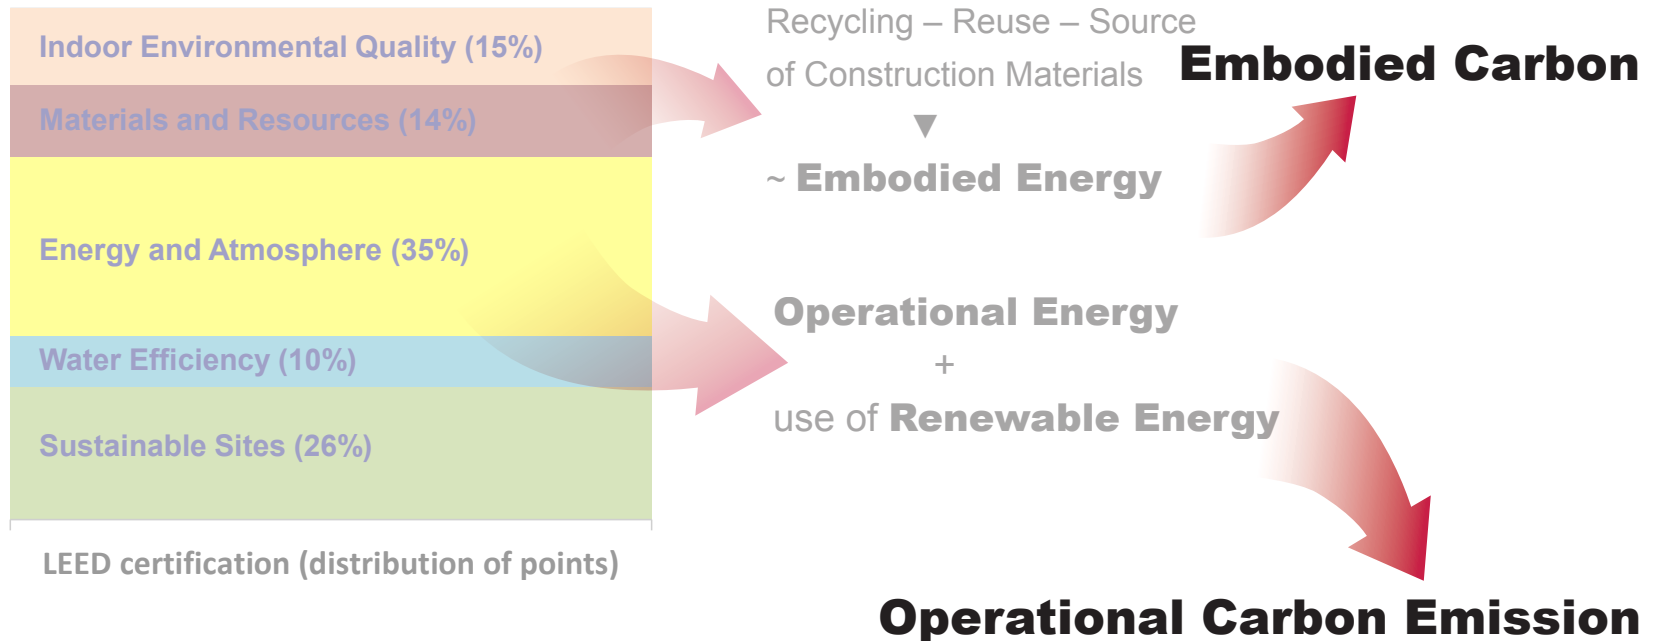 Indoor Environmental Quality (15%)
Materials and Resources (14%)
Energy and Atmosphere (35%)
Water Efficiency (10%)
Sustainable Sites (26%)
LEED certification (distribution of points)
Recycling – Reuse – Source
of Construction Materials
▼
~ Embodied Energy
Embodied Carbon
Operational Energy
+
use of Renewable Energy
Operational Carbon Emission